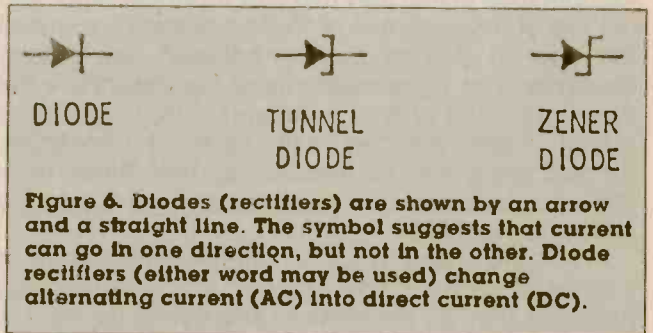 DIODE
TUNNEL
DIODE
ZENER
DIODE
Figure 6. Diodes (rectifiers) are shown by an arrow
and a straight line. The symbol suggests that current
can go in one direction, but not in the other. Diode
rectifiers (either word may be used) change
alternating current (AC) into direct current (DC).